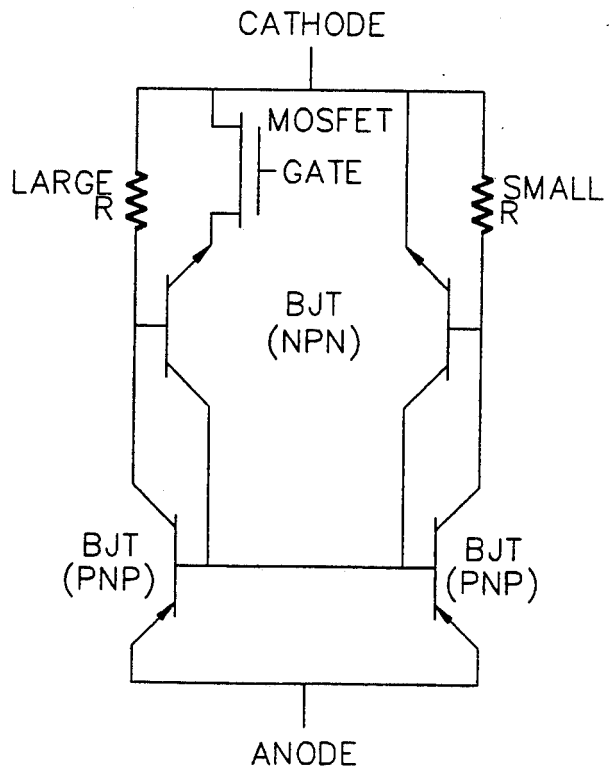 CATHODE
MOSFET
GATE
LARGE
R
SMALL
R
BJT
(NPN)
BJT
(PNP)
BJT
(PNP)
ANODE